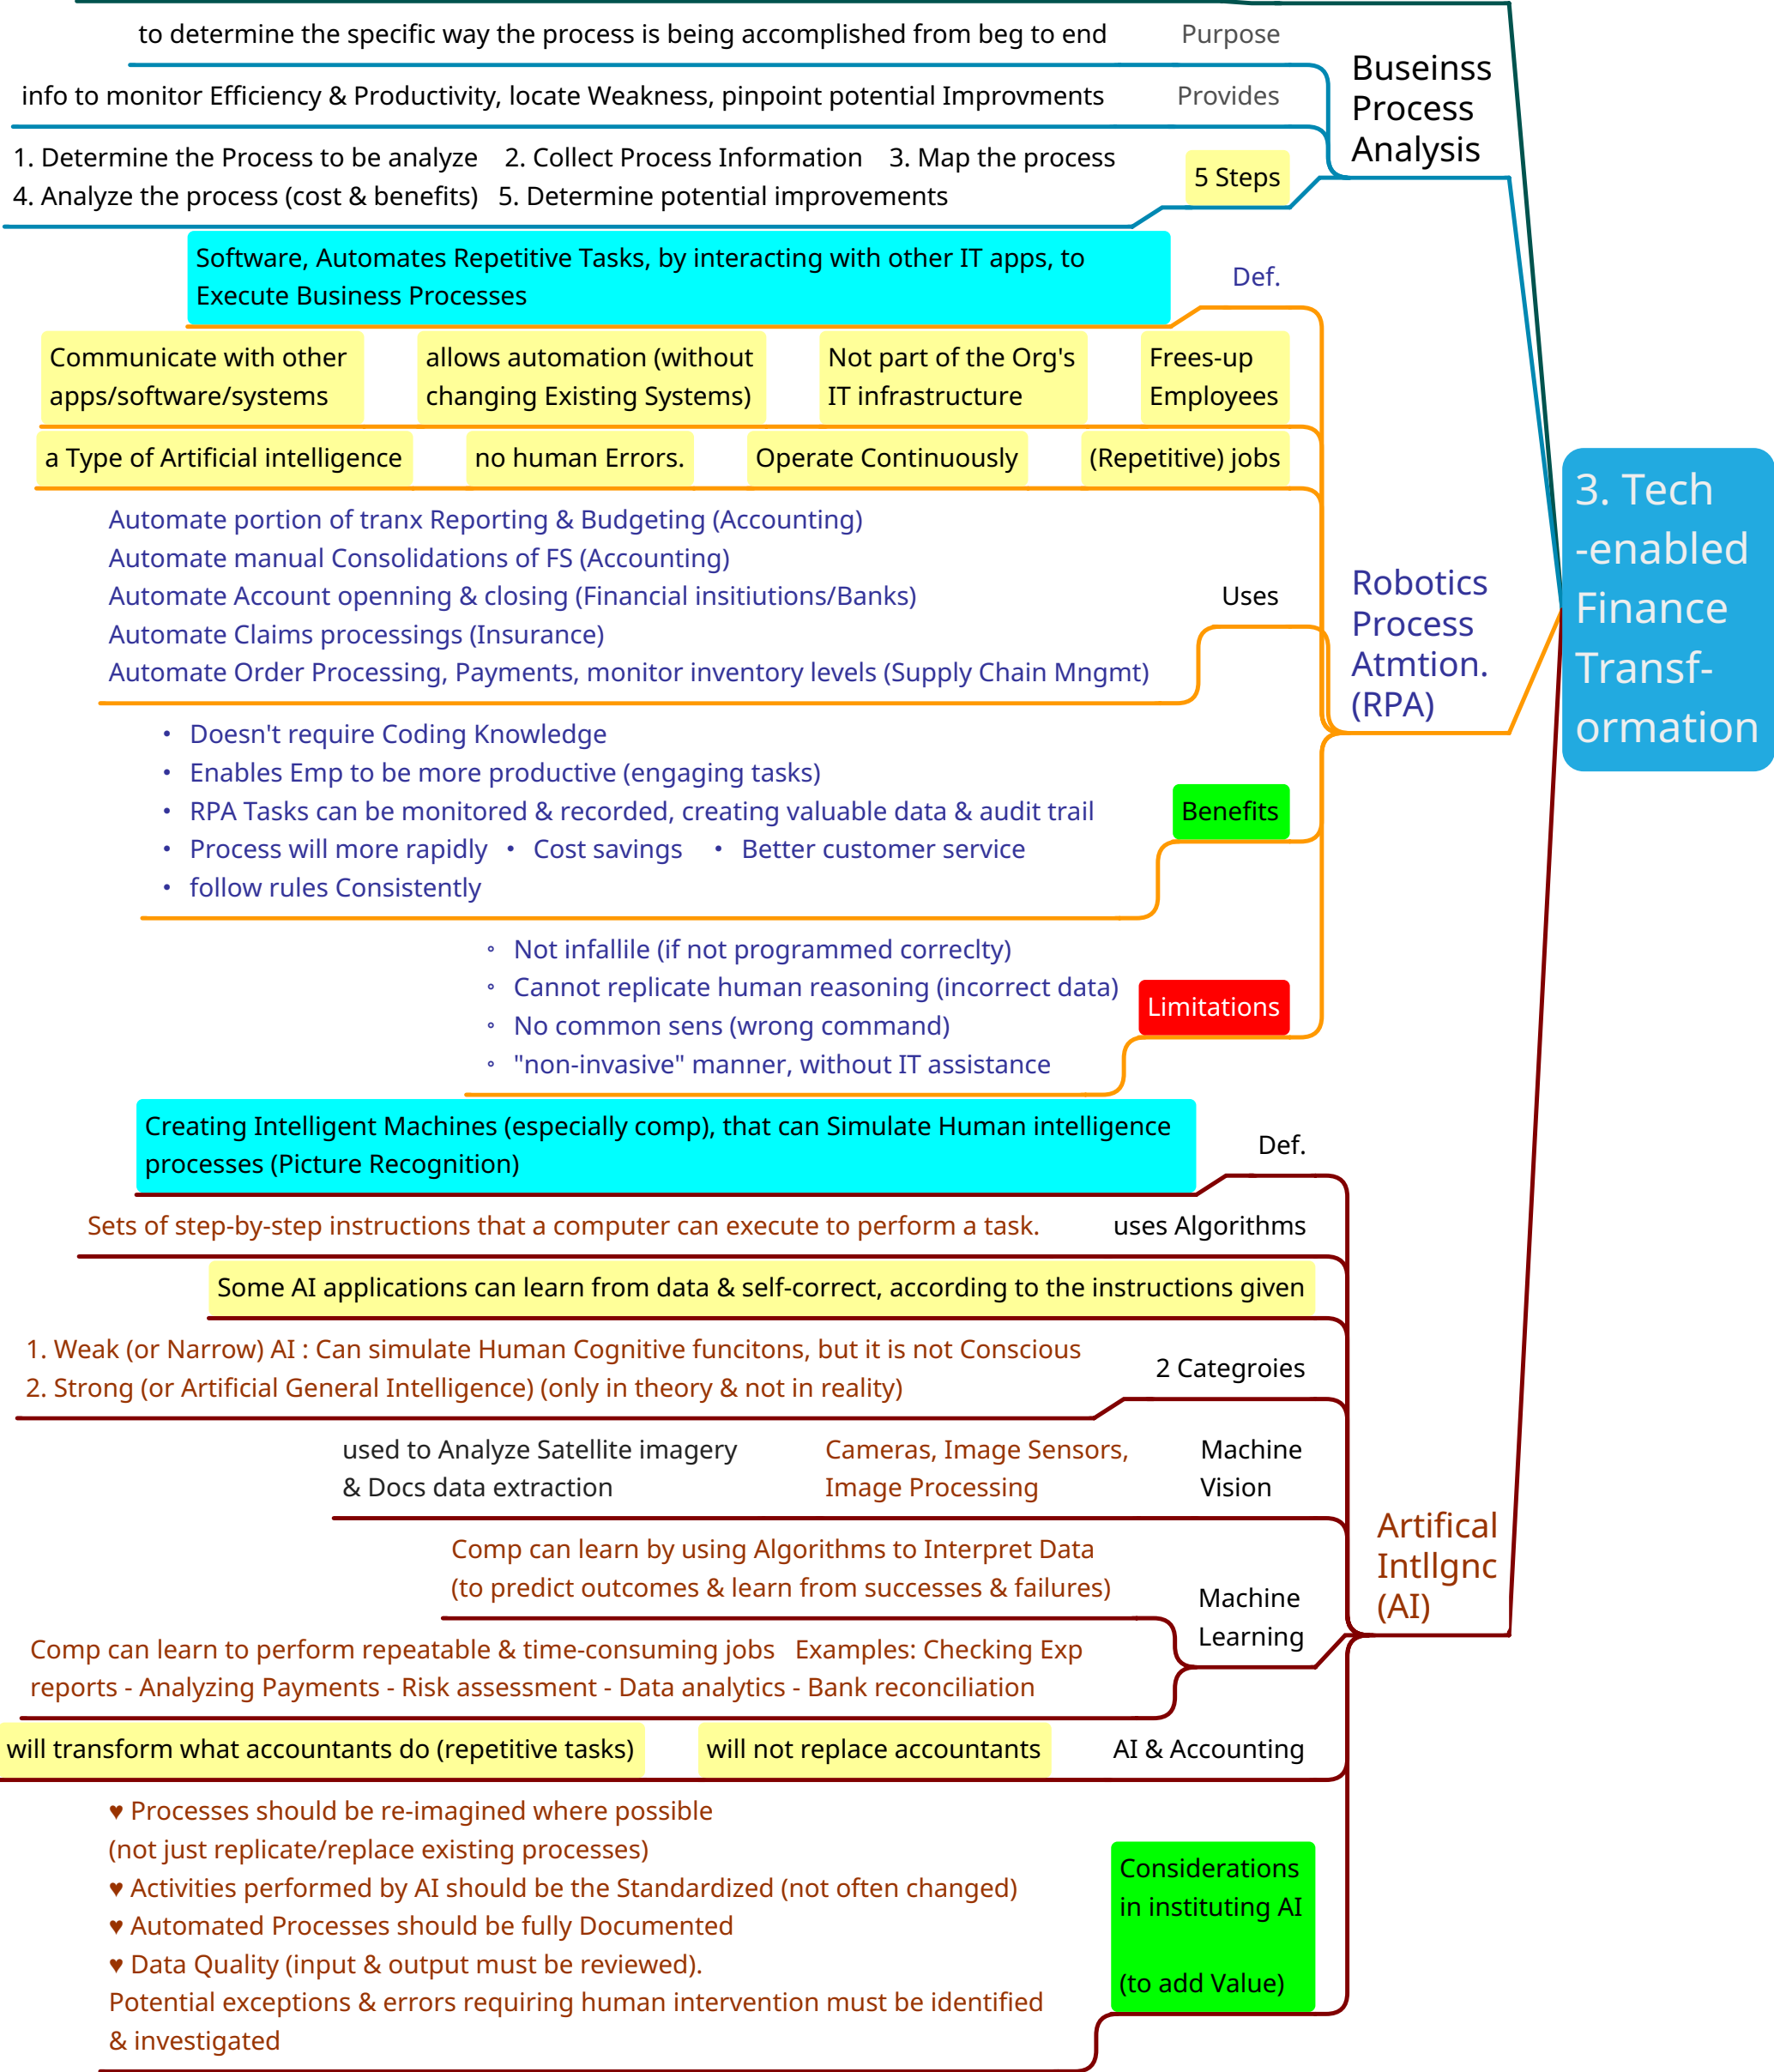 3. Tech
-enabled
Finance
Transf-
ormation
Buseinss
Process
Analysis
Purpose
to determine the specific way the process is being accomplished from beg to end
Provides
info to monitor Efficiency & Productivity, locate Weakness, pinpoint potential Improvments
5 Steps
1. Determine the Process to be analyze 2. Collect Process Information 3. Map the process
4. Analyze the process (cost & benefits) 5. Determine potential improvements
Robotics
Process
Atmtion.
(RPA)
Def.
Software, Automates Repetitive Tasks, by interacting with other IT apps, to
Execute Business Processes
Frees-up
Employees
Not part of the Org's
IT infrastructure
allows automation (without
changing Existing Systems)
Communicate with other
apps/software/systems
(Repetitive) jobs
Operate Continuously
no human Errors.
a Type of Artificial intelligence
Uses
Automate portion of tranx Reporting & Budgeting (Accounting)
Automate manual Consolidations of FS (Accounting)
Automate Account openning & closing (Financial insitiutions/Banks)
Automate Claims processings (Insurance)
Automate Order Processing, Payments, monitor inventory levels (Supply Chain Mngmt)
Benefits
• Doesn't require Coding Knowledge
• Enables Emp to be more productive (engaging tasks)
• RPA Tasks can be monitored & recorded, creating valuable data & audit trail
• Process will more rapidly • Cost savings • Better customer service
• follow rules Consistently
Limitations
◦ Not infallile (if not programmed correclty)
◦ Cannot replicate human reasoning (incorrect data)
◦ No common sens (wrong command)
◦ "non-invasive" manner, without IT assistance
Artifical
Intllgnc
(AI)
Def.
Creating Intelligent Machines (especially comp), that can Simulate Human intelligence
processes (Picture Recognition)
uses Algorithms
Sets of step-by-step instructions that a computer can execute to perform a task.
Some AI applications can learn from data & self-correct, according to the instructions given
2 Categroies
1. Weak (or Narrow) AI : Can simulate Human Cognitive funcitons, but it is not Conscious
2. Strong (or Artificial General Intelligence) (only in theory & not in reality)
Machine
Vision
Cameras, Image Sensors,
Image Processing
used to Analyze Satellite imagery
& Docs data extraction
Machine
Learning
Comp can learn by using Algorithms to Interpret Data
(to predict outcomes & learn from successes & failures)
Comp can learn to perform repeatable & time-consuming jobs Examples: Checking Exp
reports - Analyzing Payments - Risk assessment - Data analytics - Bank reconciliation
AI & Accounting
will not replace accountants
will transform what accountants do (repetitive tasks)
Considerations
in instituting AI
(to add Value)
♥ Processes should be re-imagined where possible
(not just replicate/replace existing processes)
♥ Activities performed by AI should be the Standardized (not often changed)
♥ Automated Processes should be fully Documented
♥ Data Quality (input & output must be reviewed).
Potential exceptions & errors requiring human intervention must be identified
& investigated